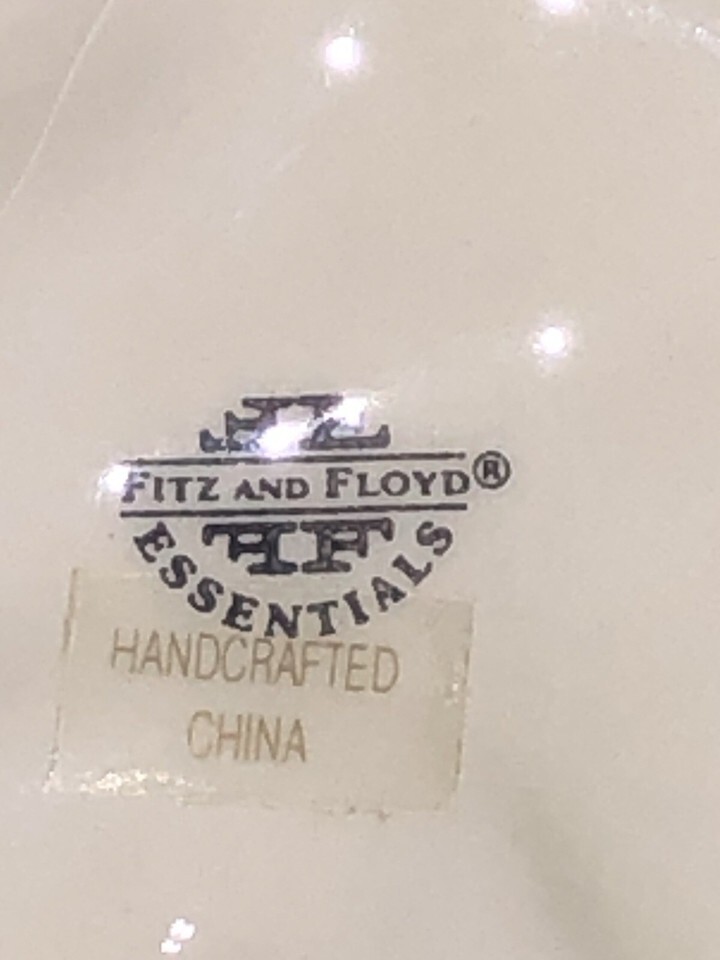 FITZ AND FLOYD®
ESSENTIALS
HANDCRAFTED
CHINA